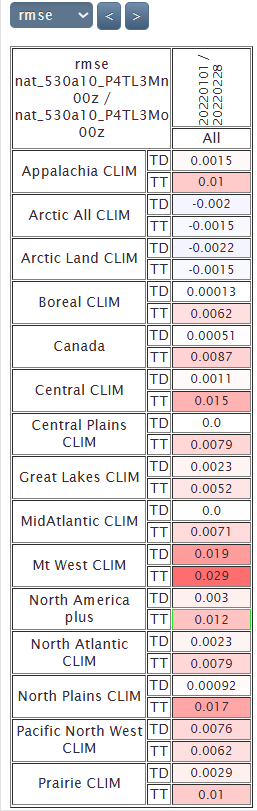 rmse
< >
rmse
nat_530a10_P4TL3Mn
00z /
nat_530a10_P4TL3Mo
00z
20220101 /
20220228
All
Appalachia CLIM
TD 0.0015
TT 0.01
Arctic All CLIM
TD -0.002
TT -0.0015
Arctic Land CLIM
TD -0.0022
TT -0.0015
Boreal CLIM
TD 0.00013
TT 0.0062
Canada
TD 0.00051
TT 0.0087
Central CLIM
TD 0.0011
TT 0.015
Central Plains
CLIM
TD 0.0
TT 0.0079
Great Lakes CLIM
TD 0.0023
TT 0.0052
MidAtlantic CLIM
TD 0.0
TT 0.0071
Mt West CLIM
TD 0.019
TT 0.029
North America
plus
TD 0.003
TT 0.012
North Atlantic
CLIM
TD 0.0023
TT 0.0079
North Plains CLIM
TD 0.00092
TT 0.017
Pacific North West
CLIM
TD 0.0076
TT 0.0062
Prairie CLIM
TD 0.0029
TT 0.01